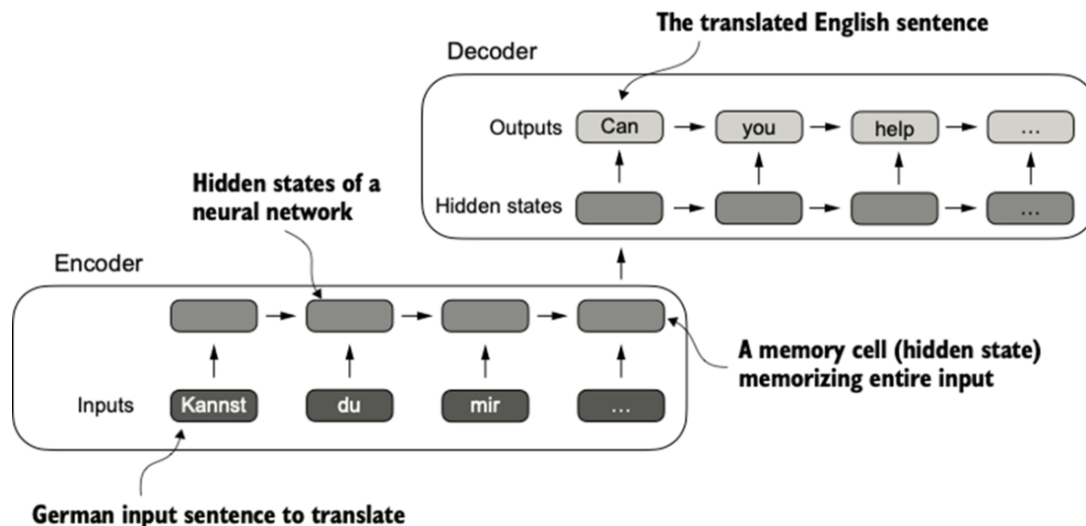 The translated English sentence
Decoder
Outputs Can you help ...
Hidden states of a
neural network
Hidden states ...
Encoder
A memory cell (hidden state)
memorizing entire input
Inputs Kannst du mir ...
German input sentence to translate